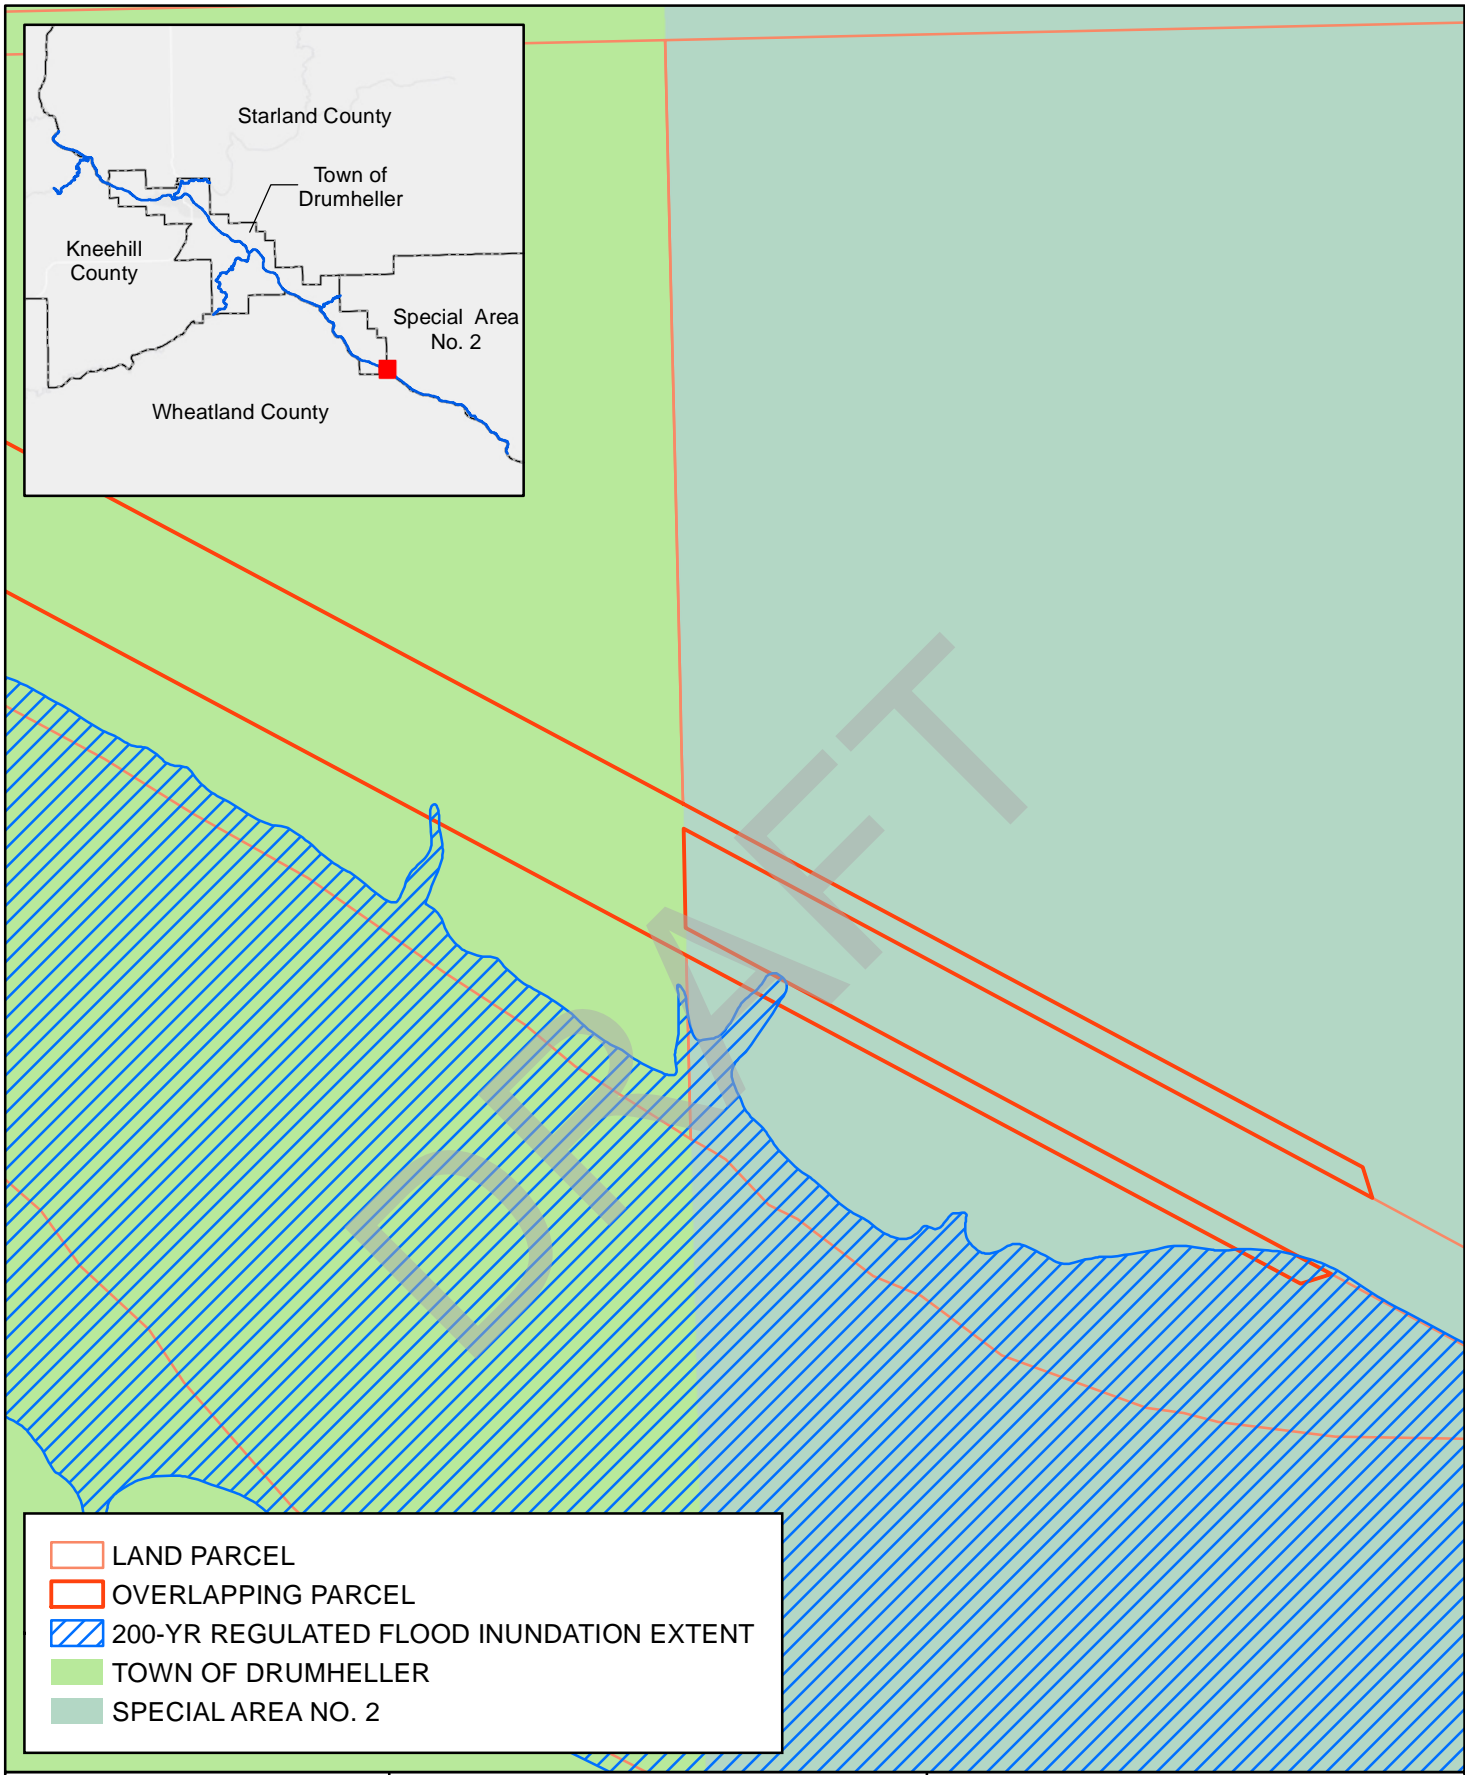 Starland County
Town of
Drumheller
Kneehill
County
Special Area
No. 2
Wheatland County
DRAFT
LAND PARCEL
OVERLAPPING PARCEL
200-YR REGULATED FLOOD INUNDATION EXTENT
TOWN OF DRUMHELLER
SPECIAL AREA NO. 2